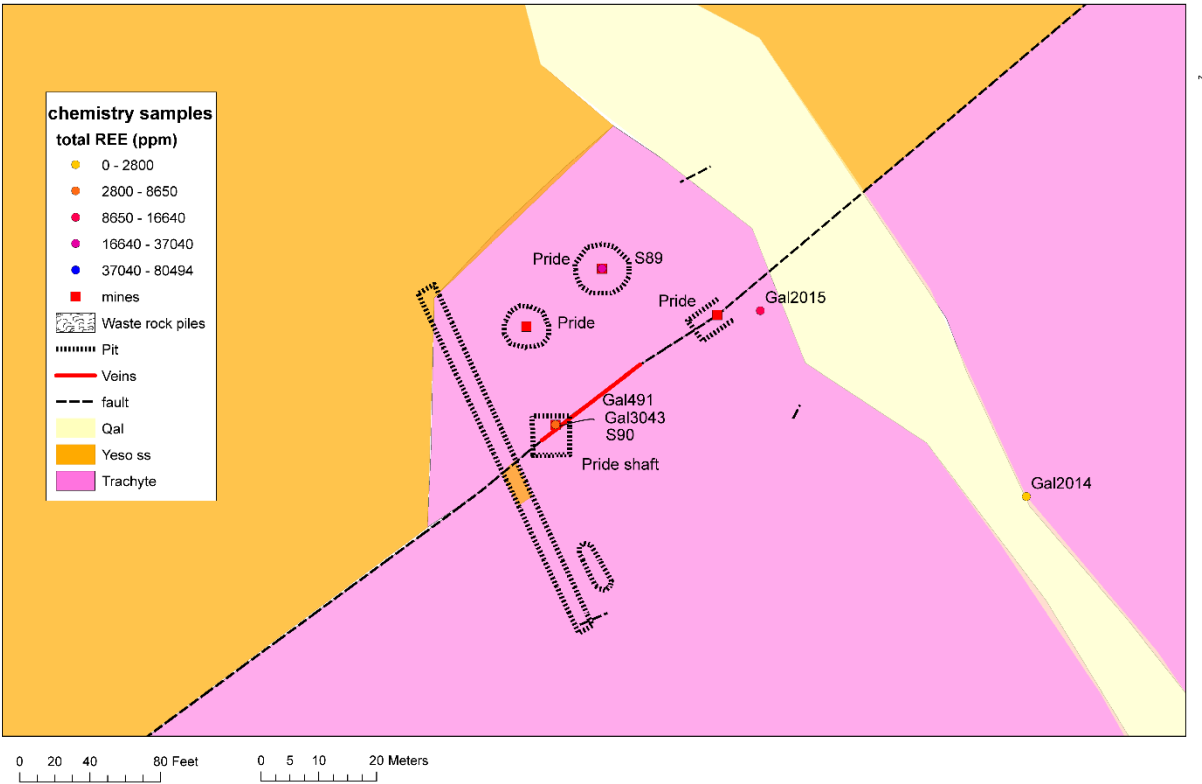 chemistry samples
total REE (ppm)
0 - 2800
2800 - 8650
8650 - 16640
16640 - 37040
37040 - 80494
mines
Waste rock piles
Pit
Veins
fault
Qal
Yeso ss
Trachyte
Pride
S89
Pride
Pride
Gal2015
Gal491
Gal3043
S90
Pride shaft
Gal2014
0 20 40 80 Feet
0 5 10 20 Meters